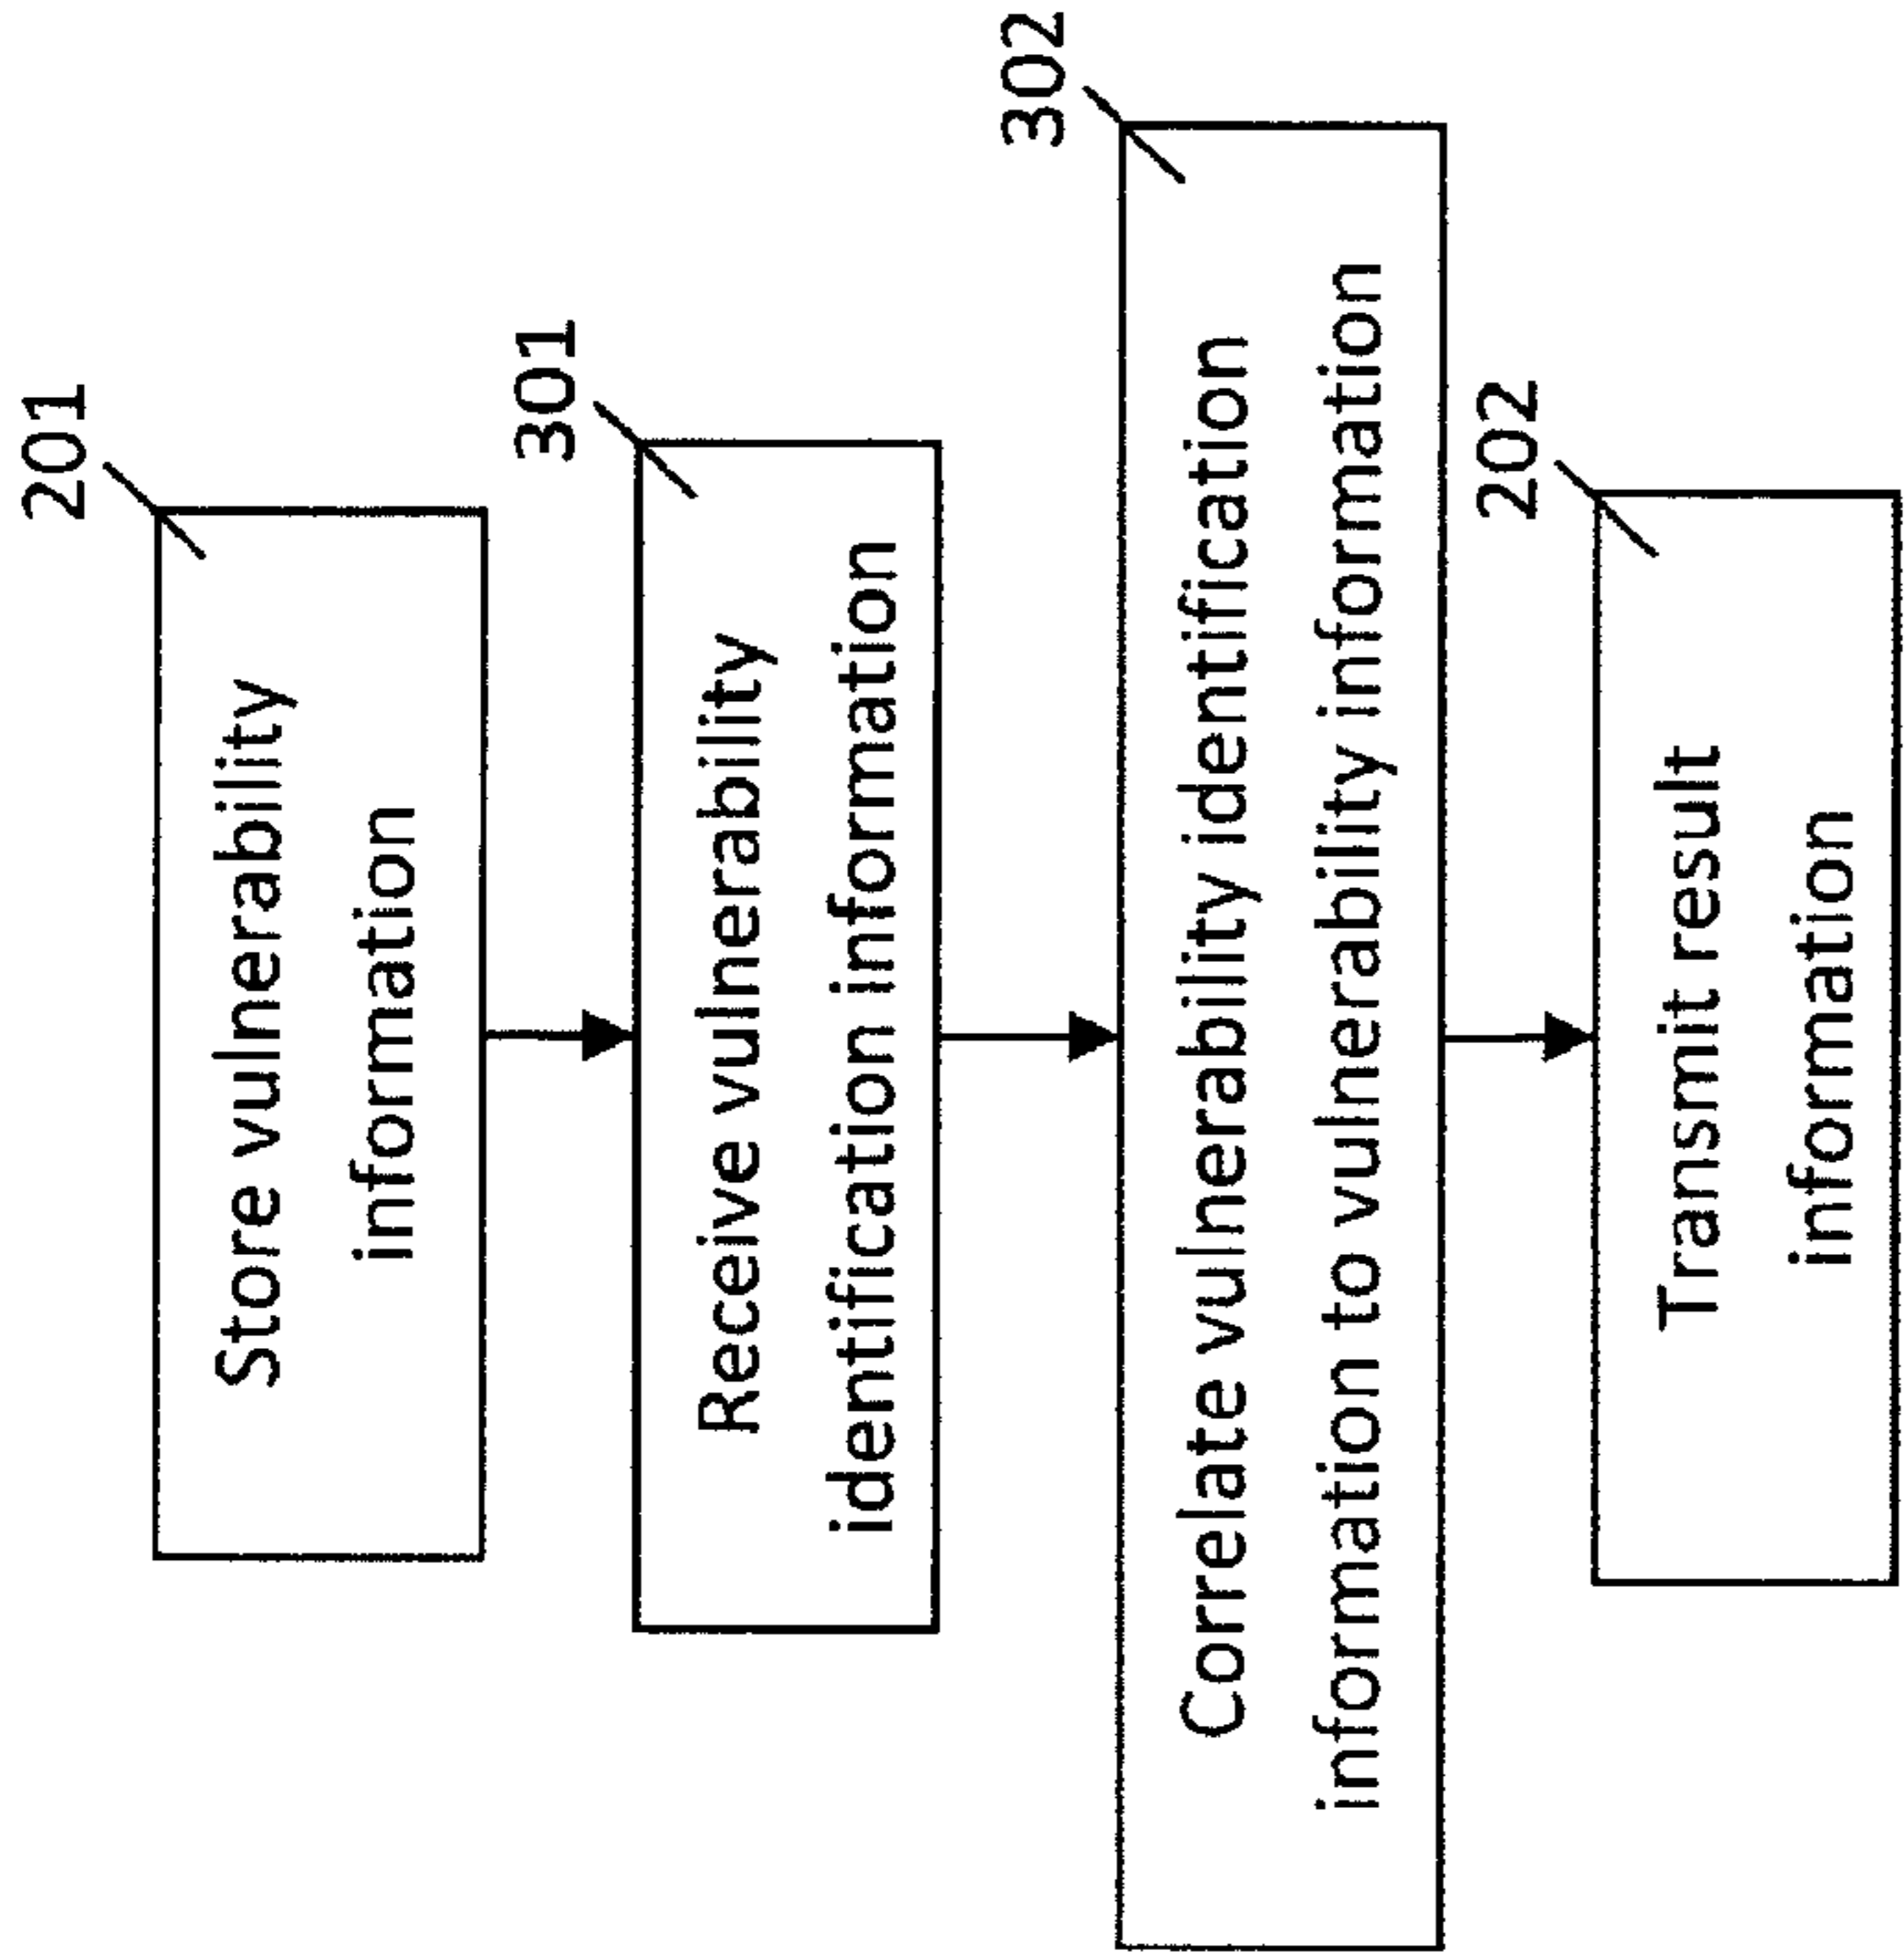 201
Store vulnerability
information
301
Receive vulnerability
identification information
302
Correlate vulnerability identification
information to vulnerability information
202
Transmit result
information